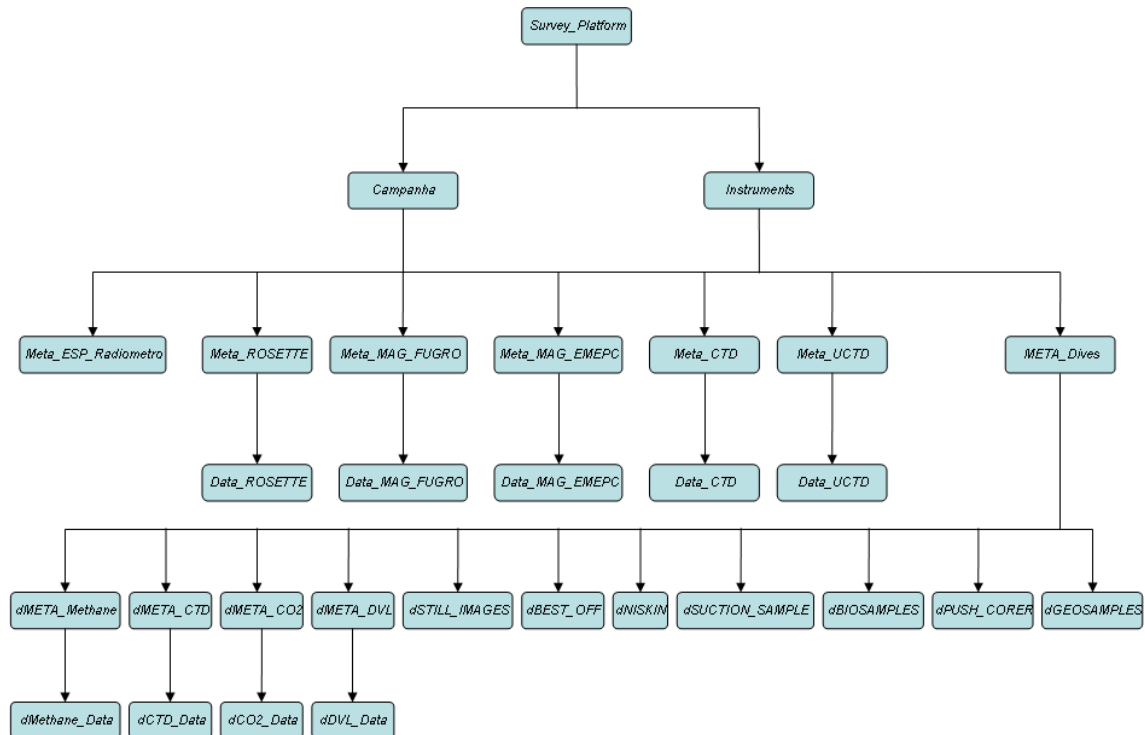 Survey_Platform
Campanha
Instruments
Meta_ESP_Radiometro
Meta_ROSETTE
Meta_MAG_FUGRO
Meta_MAG_EMEPC
Meta_CTD
Meta_UCTD
META_Dives
Data_ROSETTE
Data_MAG_FUGRO
Data_MAG_EMEPC
Data_CTD
Data_UCTD
dMETA_Methane
dMETA_CTD
dMETA_CO2
dMETA_DVL
dSTILL_IMAGES
dBEST_OFF
dNISKIN
dSUCTION_SAMPLE
dBIOSAMPLES
dPUSH_CORER
dGEOSAMPLES
dMethane_Data
dCTD_Data
dCO2_Data
dDVL_Data